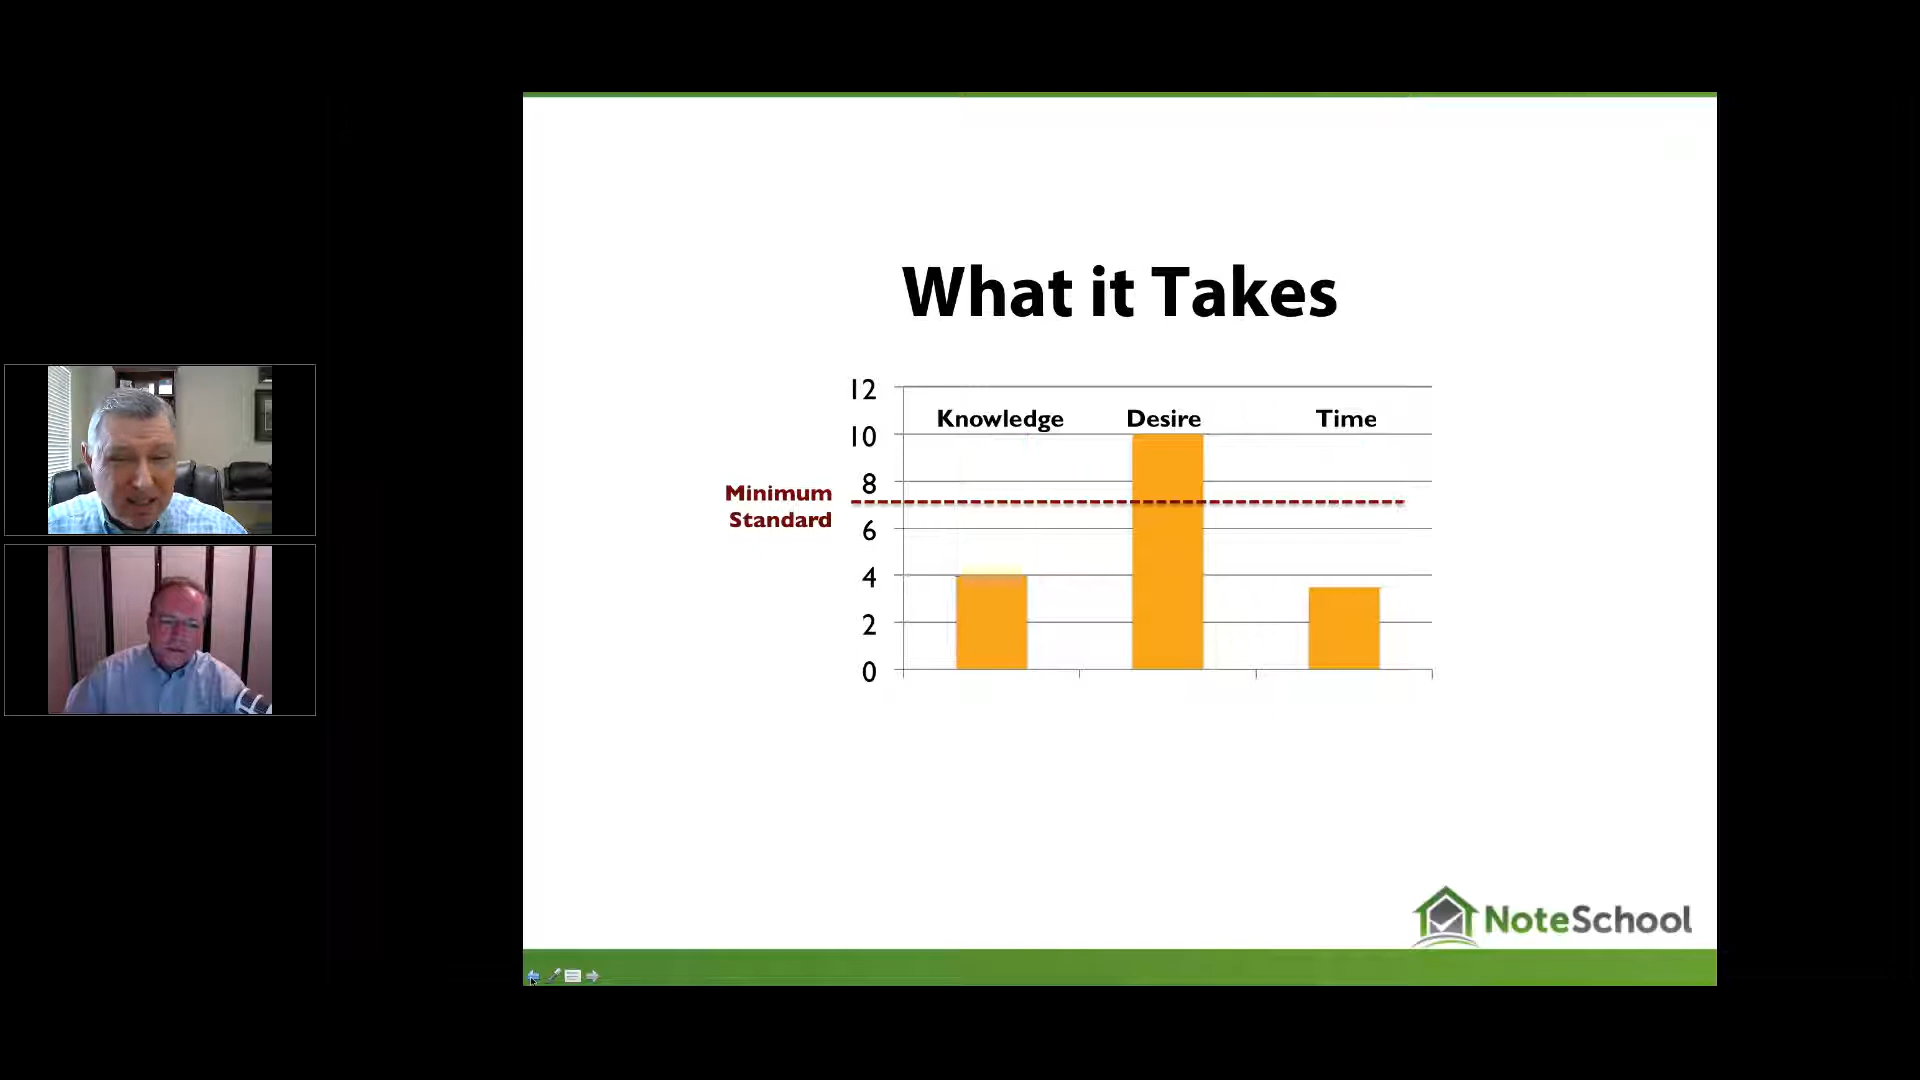 What it Takes
12
Knowledge Desire Time
10
8
Minimum
Standard
6
4
2
0
NoteSchool